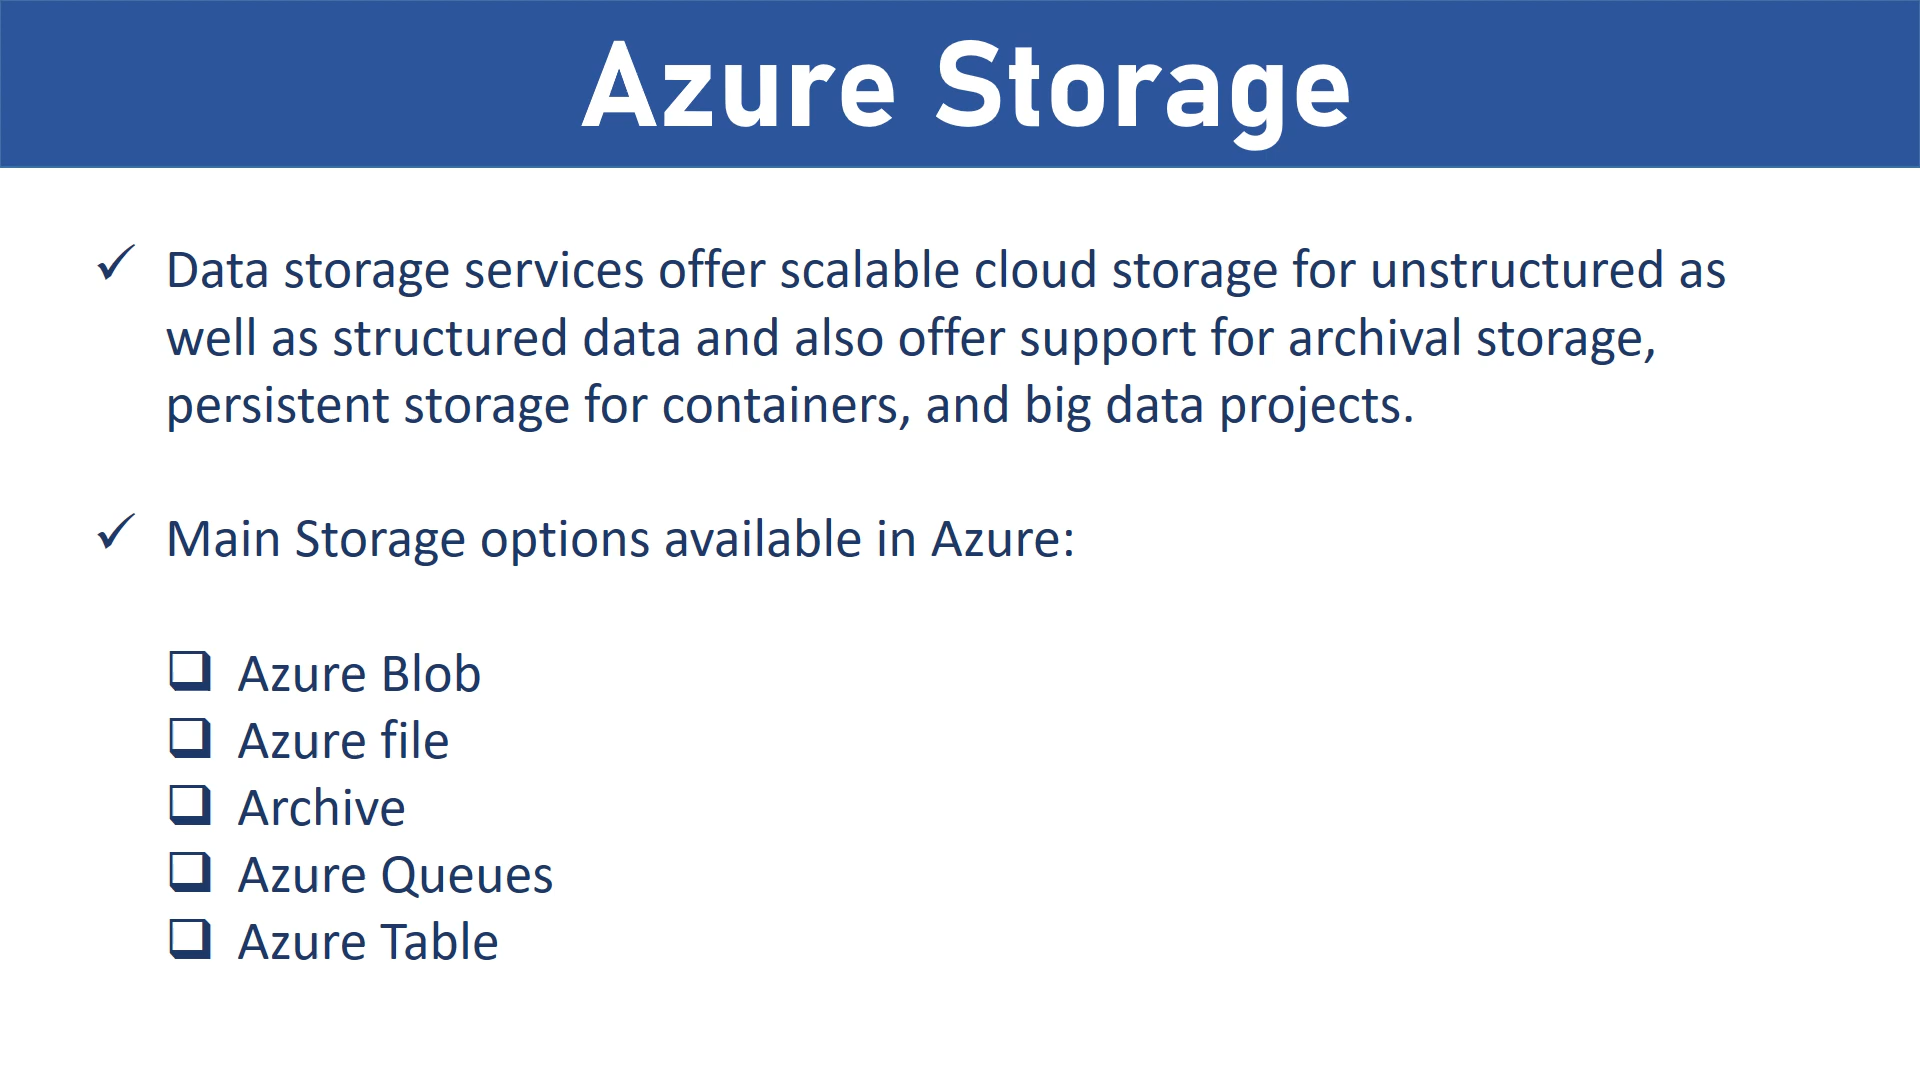 Azure Storage
✓ Data storage services offer scalable cloud storage for unstructured as
well as structured data and also offer support for archival storage,
persistent storage for containers, and big data projects.
✓ Main Storage options available in Azure:
❑ Azure Blob
❑ Azure file
❑ Archive
❑ Azure Queues
❑ Azure Table